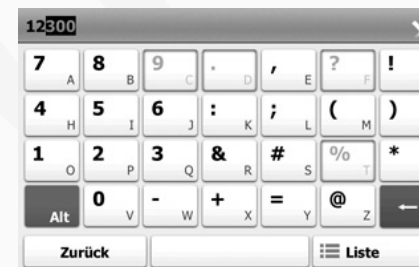 12300
7 A 8 B 9 C . D , E ? F !
4 H 5 I 6 J : K ; L ( M )
1 O 2 P 3 Q & R # S % T *
Alt 0 V - W + X = Y @ Z ←
Zurück Liste